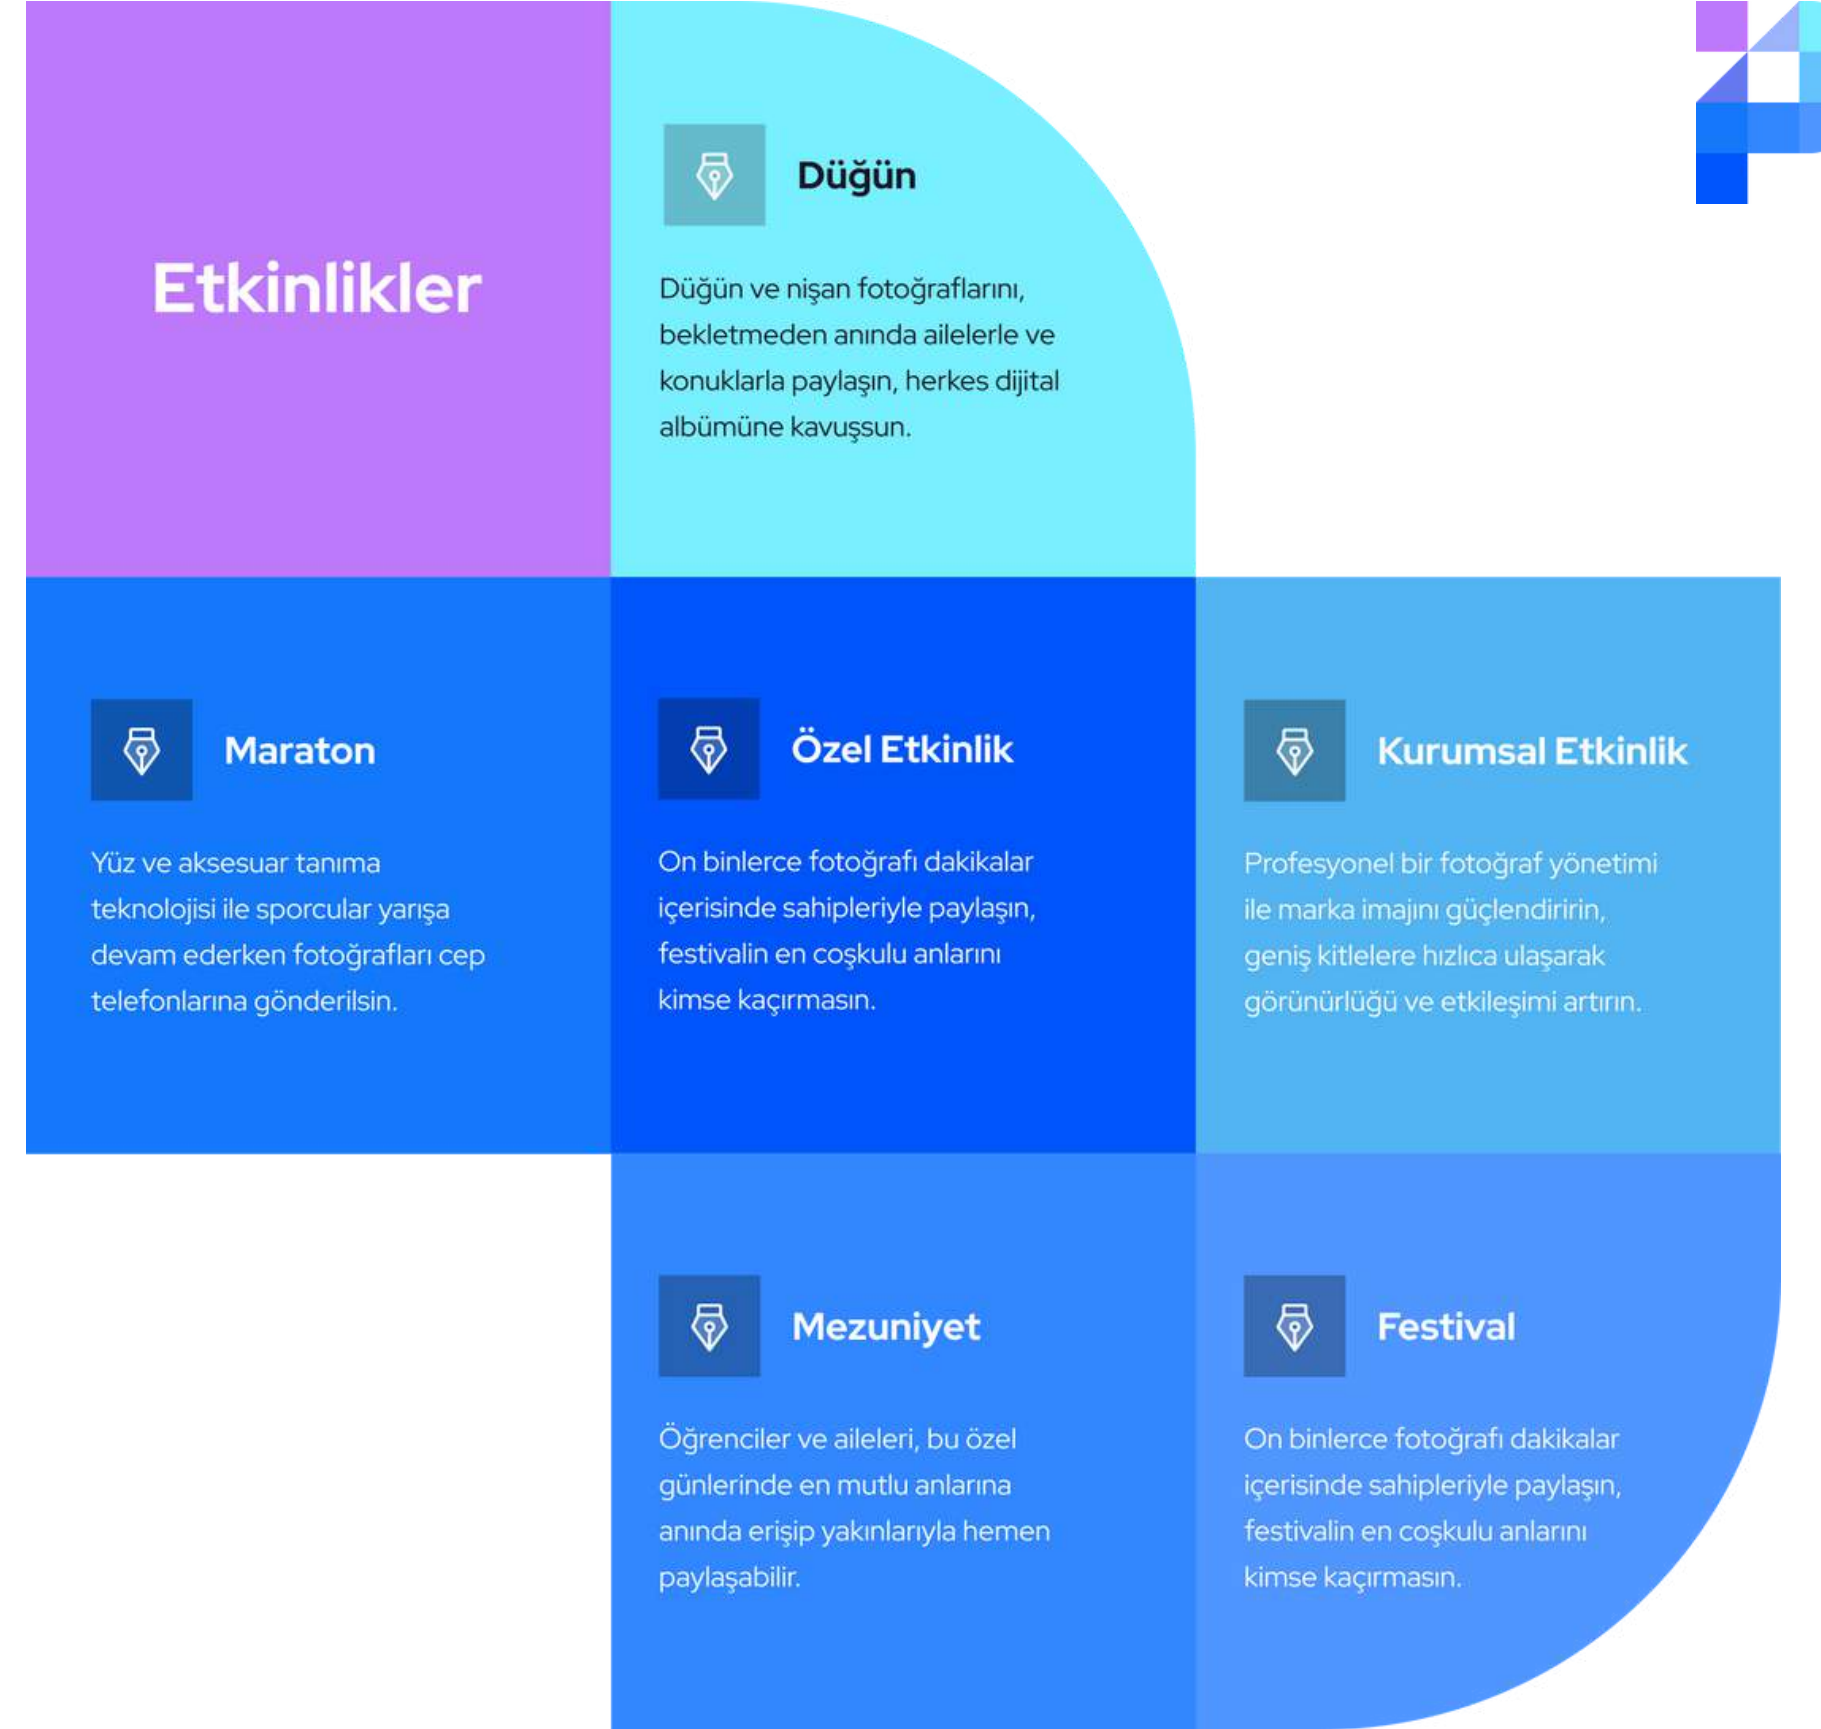 Etkinlikler
Düğün
Düğün ve nişan fotoğraflarını,
bekletmeden anında ailelerle ve
konuklarla paylaşın, herkes dijital
albümüne kavuşsun.
Maraton
Yüz ve aksesuar tanıma
teknolojisi ile sporcular yarışa
devam ederken fotoğrafları cep
telefonlarına gönderilsin.
Özel Etkinlik
On binlerce fotoğrafı dakikalar
içerisinde sahipleriyle paylaşın,
festivalin en coşkulu anlarını
kimse kaçırmasın.
Kurumsal Etkinlik
Profesyonel bir fotoğraf yönetimi
ile marka imajını güçlendiririn,
geniş kitlelere hızlıca ulaşarak
görünürlüğü ve etkileşimi artırın.
Mezuniyet
Öğrenciler ve aileleri, bu özel
günlerinde en mutlu anlarına
anında erişip yakınlarıyla hemen
paylaşabilir.
Festival
On binlerce fotoğrafı dakikalar
içerisinde sahipleriyle paylaşın,
festivalin en coşkulu anlarını
kimse kaçırmasın.